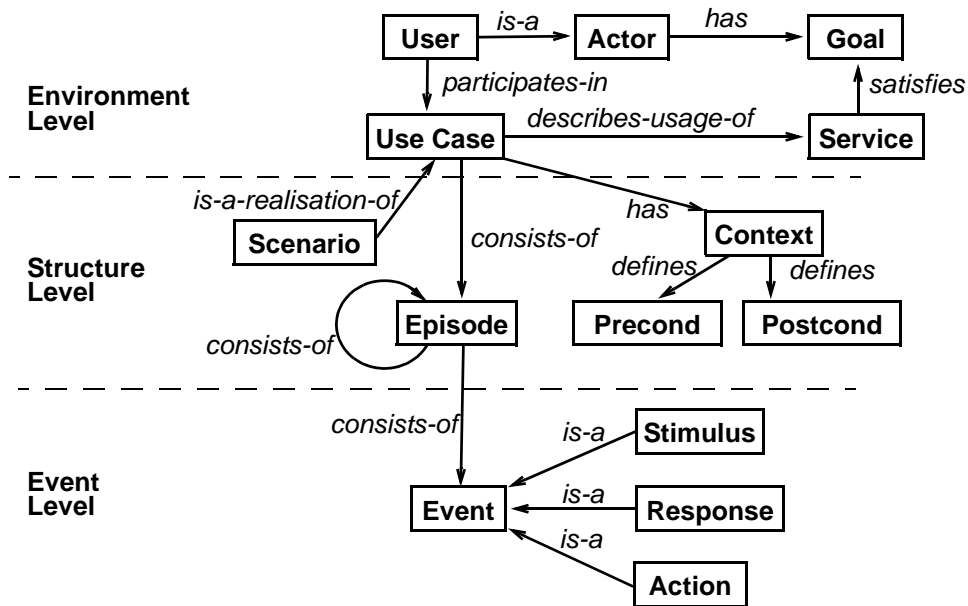 is-a
has
User
Actor
Goal
participates-in
satisfies
Environment
Level
describes-usage-of
Use Case
Service
is-a-realisation-of
has
Scenario
consists-of
Context
Structure
Level
defines
defines
Episode
Precond
Postcond
consists-of
consists-of
is-a
Stimulus
Event
Level
is-a
Event
Response
is-a
Action